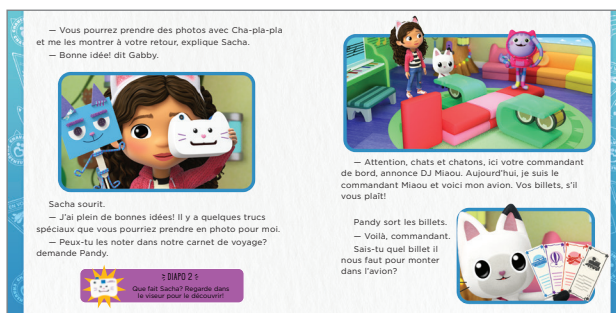 — Vous pourrez prendre des photos avec Cha-pla-pla
et me les montrer à votre retour, explique Sacha.
— Bonne idée! dit Gabby.
Sacha sourit.
— J'ai plein de bonnes idées! Il y a quelques trucs
spéciaux que vous pourriez prendre en photo pour moi.
— Peux-tu les noter dans notre carnet de voyage?
demande Pandy.
DIAPO 2
Que fait Sacha? Regarde dans
le viseur pour le découvrir!
— Attention, chats et chatons, ici votre commandant
de bord, annonce DJ Miaou. Aujourd'hui, je suis le
commandant Miaou et voici mon avion. Vos billets, s'il
vous plaît!
Pandy sort les billets.
— Voilà, commandant.
Sais-tu quel billet il
nous faut pour monter
dans l'avion?